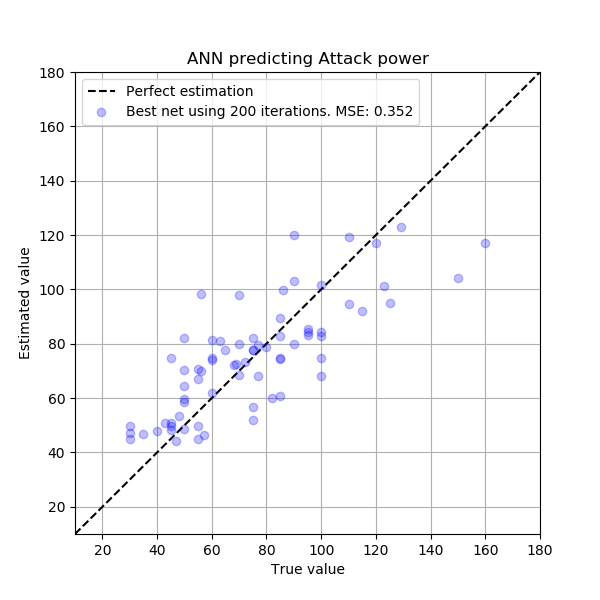 ANN predicting Attack power
Perfect estimation
Best net using 200 iterations. MSE: 0.352
180
160
140
120
100
80
60
40
20
Estimated value
20 40 60 80 100 120 140 160 180
True value